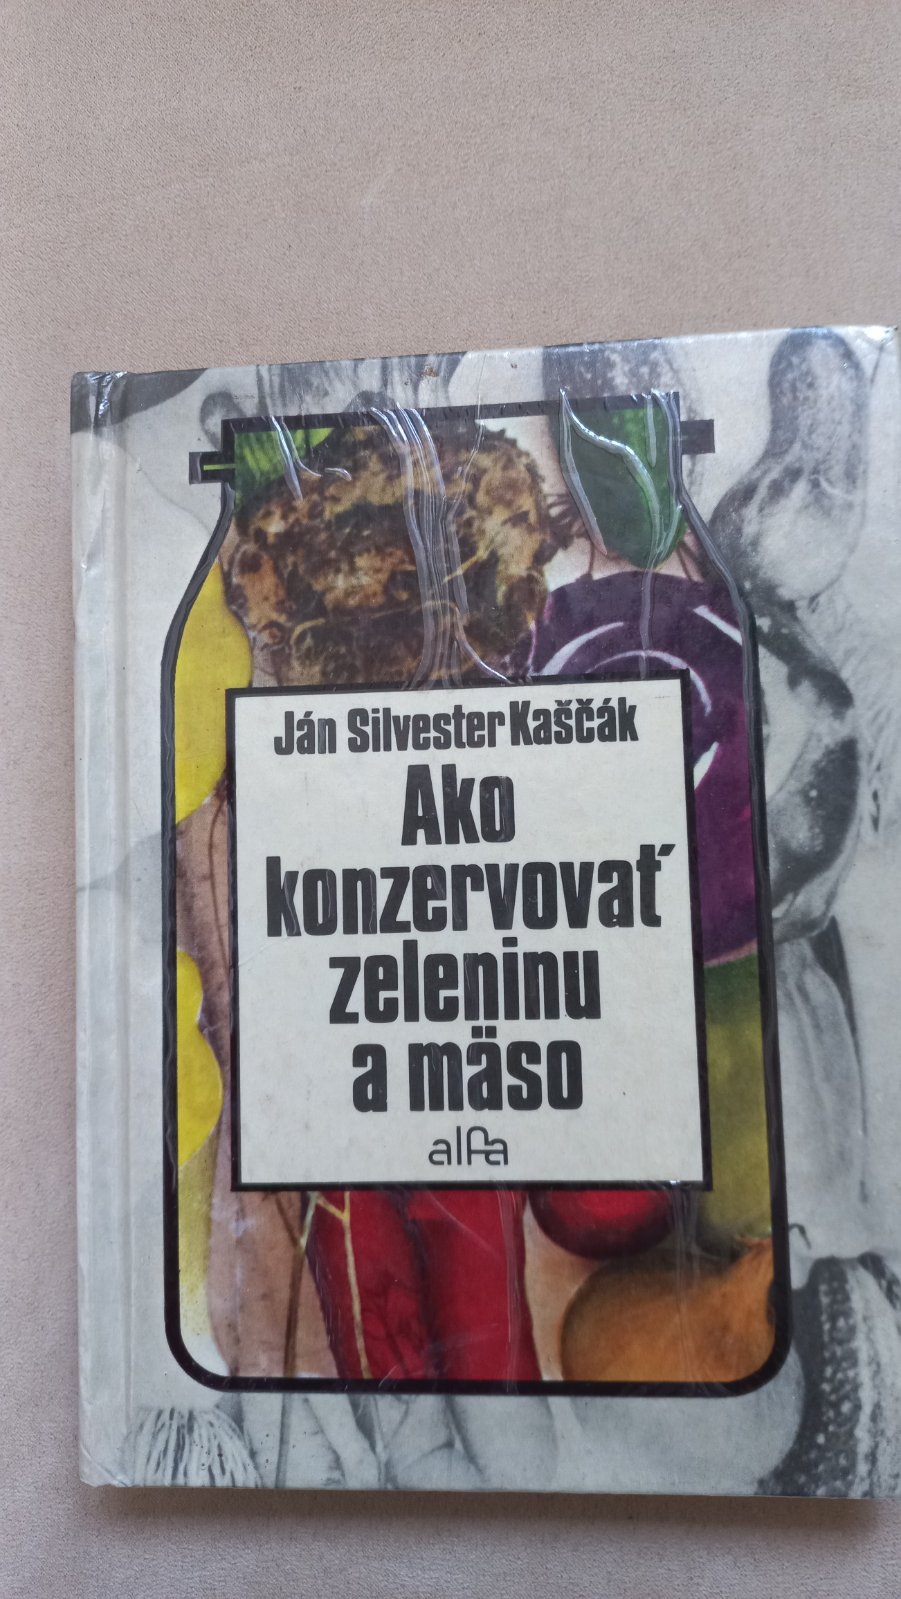 Ján Silvester Kaščák
Ako
konzervovať
zeleninu
a mäso
alfa